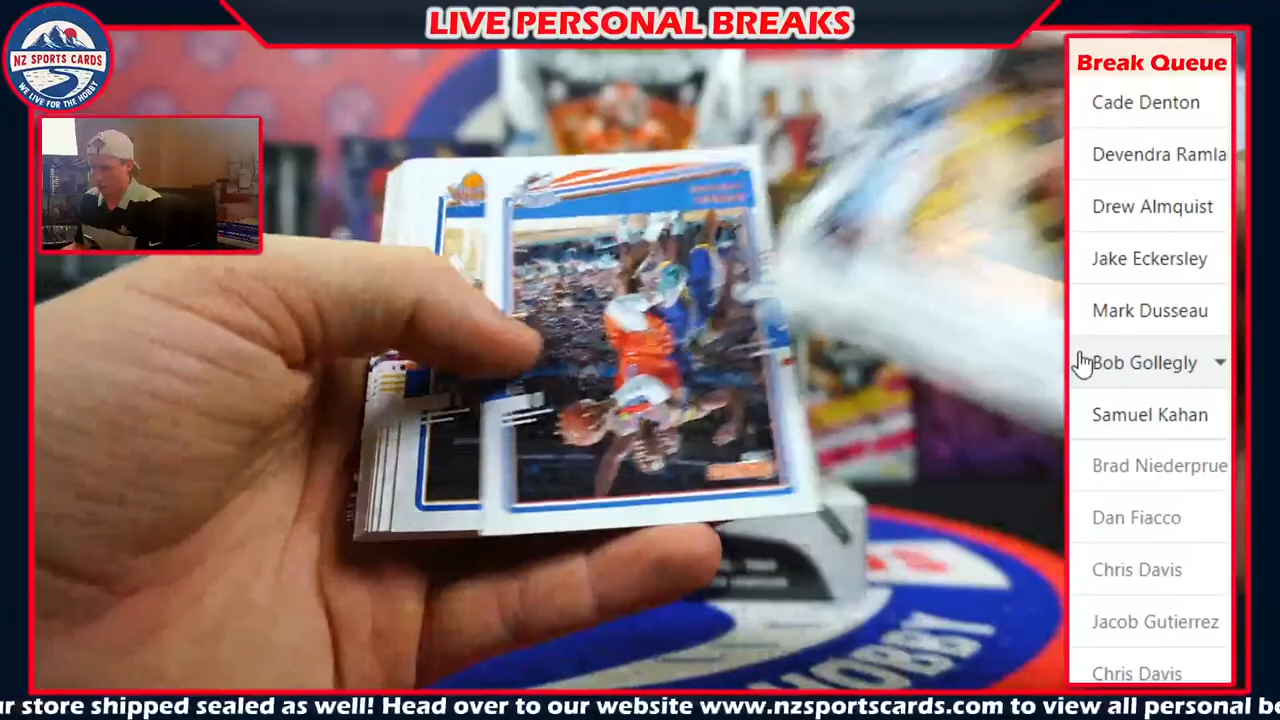 LIVE PERSONAL BREAKS
NZ SPORTS CARDS
WE LIVE FOR THE HOBBY
Break Queue
Cade Denton
Devendra Ramla
Drew Almquist
Jake Eckersley
Mark Dusseau
Bob Gollegly
Samuel Kahan
Brad Niederprue
Dan Fiacco
Chris Davis
Jacob Gutierrez
Chris Davis
HOBBY
ur store shipped sealed as well! Head over to our website www.nzsportscards.com to view all personal be